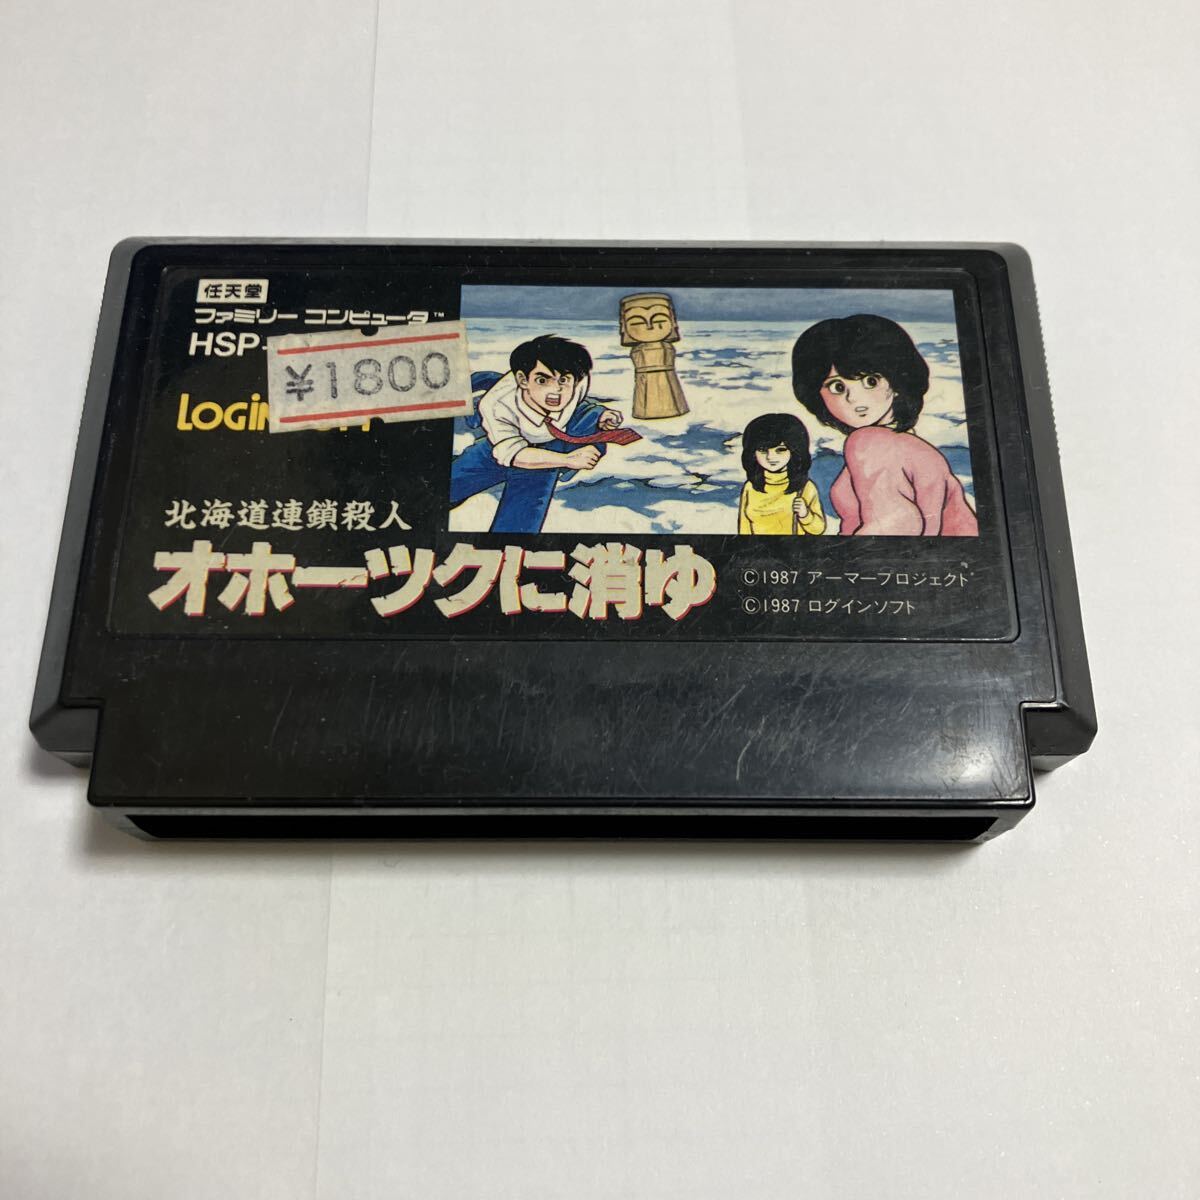 任天堂
ファミリー コンピュータ™
HSP-
¥1800
LOGiN
北海道連鎖殺人
オホーツクに消ゆ
©1987 アーマープロジェクト
©1987 ログインソフト